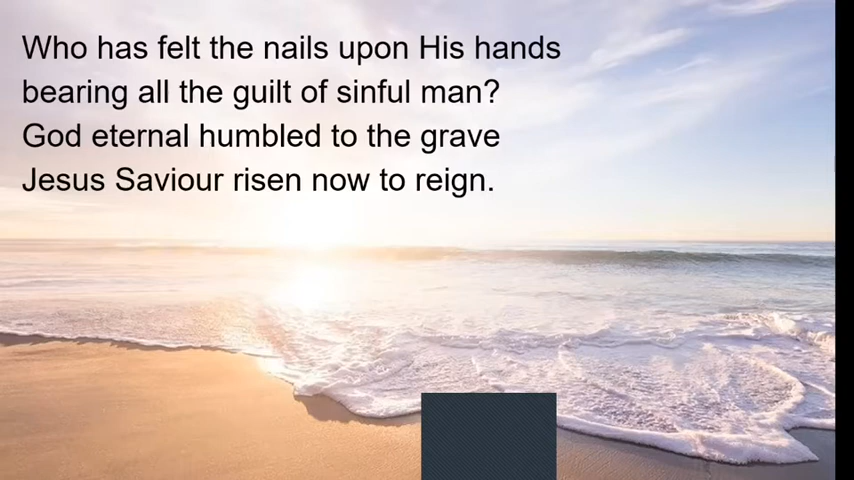 Who has felt the nails upon His hands
bearing all the guilt of sinful man?
God eternal humbled to the grave
Jesus Saviour risen now to reign.